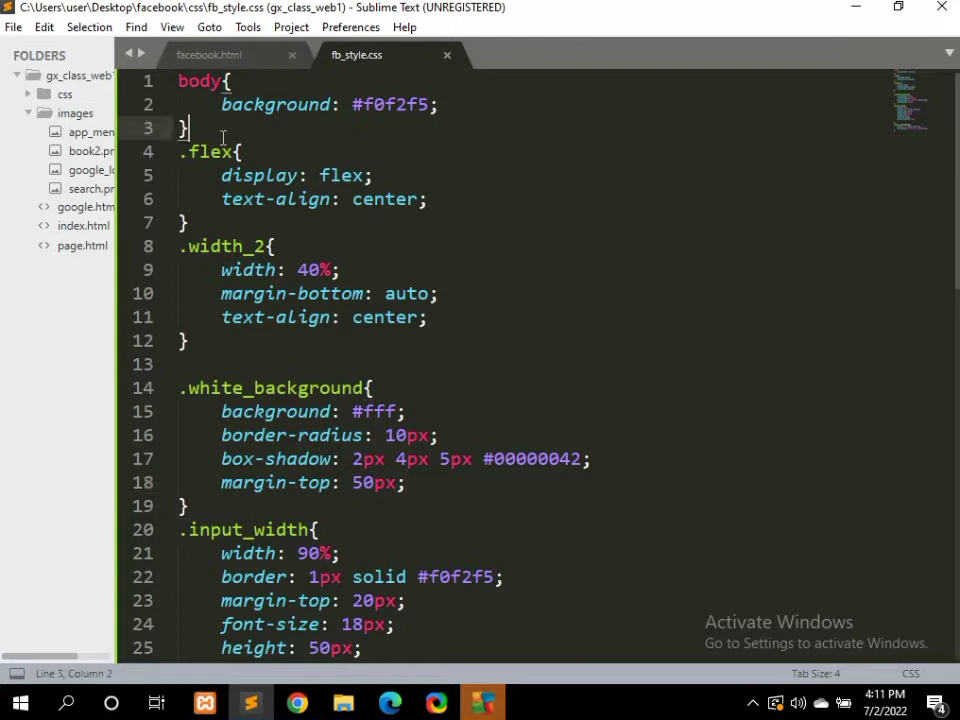 C:\Users\user\Desktop\facebook\css\fb_style.css (gx_class_web1) - Sublime Text (UNREGISTERED)
File Edit Selection Find View Goto Tools Project Preferences Help
FOLDERS
gx_class_web1
css
images
app_men
book2.pr
google_lo
search.pr
google.htm
index.html
page.html
facebook.html fb_style.css
1 body{
2 background: #f0f2f5;
3 }
4 .flex{
5 display: flex;
6 text-align: center;
7 }
8 .width_2{
9 width: 40%;
10 margin-bottom: auto;
11 text-align: center;
12 }
13
14 .white_background{
15 background: #fff;
16 border-radius: 10px;
17 box-shadow: 2px 4px 5px #00000042;
18 margin-top: 50px;
19 }
20 .input_width{
21 width: 90%;
22 border: 1px solid #f0f2f5;
23 margin-top: 20px;
24 font-size: 18px;
25 height: 50px;
Activate Windows
Go to Settings to activate Windows.
Line 3, Column 2 Tab Size: 4 CSS
4:11 PM
7/2/2022
4